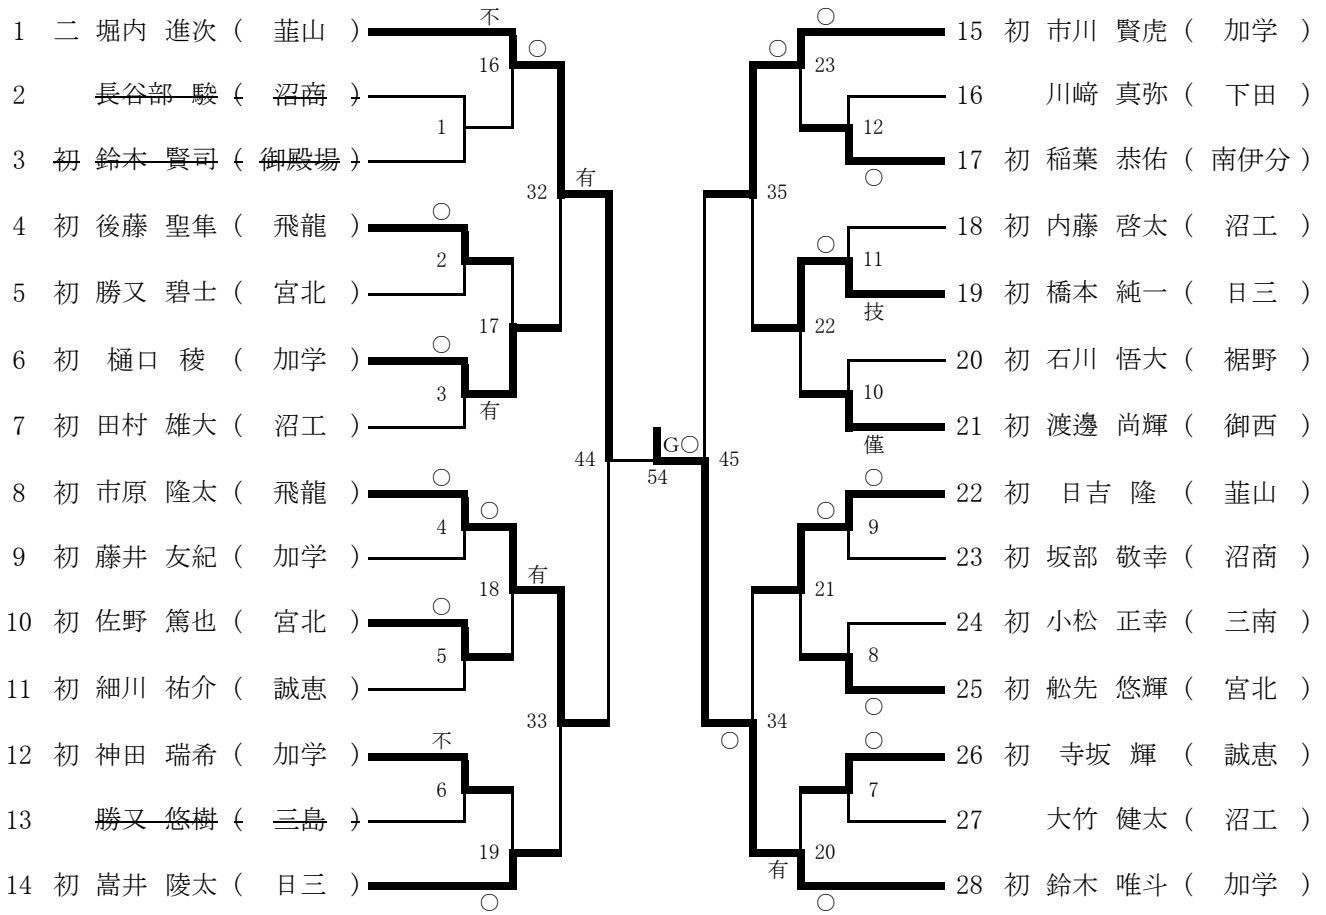 1 二 堀内 進次 ( 韮山 )
2 長谷部 駿 ( 沼商 )
3 初 鈴木 賢司 ( 御殿場 )
4 初 後藤 聖隼 ( 飛龍 )
5 初 勝又 碧士 ( 宮北 )
6 初 樋口 稜 ( 加学 )
7 初 田村 雄大 ( 沼工 )
8 初 市原 隆太 ( 飛龍 )
9 初 藤井 友紀 ( 加学 )
10 初 佐野 篤也 ( 宮北 )
11 初 細川 祐介 ( 誠恵 )
12 初 神田 瑞希 ( 加学 )
13 勝又 悠樹 ( 三島 )
14 初 嵩井 陵太 ( 日三 )
不
○
16
1
32
有
○
2
17
○
3
有
44
○
4
○
18
有
○
5
33
不
6
19
○
G○
54
45
○
○
23
12
○
35
○
11
技
22
10
僅
○
○
9
21
8
○
34
○
○
7
20
有
○
15 初 市川 賢虎 ( 加学 )
16 川﨑 真弥 ( 下田 )
17 初 稲葉 恭佑 ( 南伊分 )
18 初 内藤 啓太 ( 沼工 )
19 初 橋本 純一 ( 日三 )
20 初 石川 悟大 ( 裾野 )
21 初 渡邊 尚輝 ( 御西 )
22 初 日吉 隆 ( 韮山 )
23 初 坂部 敬幸 ( 沼商 )
24 初 小松 正幸 ( 三南 )
25 初 舩先 悠輝 ( 宮北 )
26 初 寺坂 輝 ( 誠恵 )
27 大竹 健太 ( 沼工 )
28 初 鈴木 唯斗 ( 加学 )